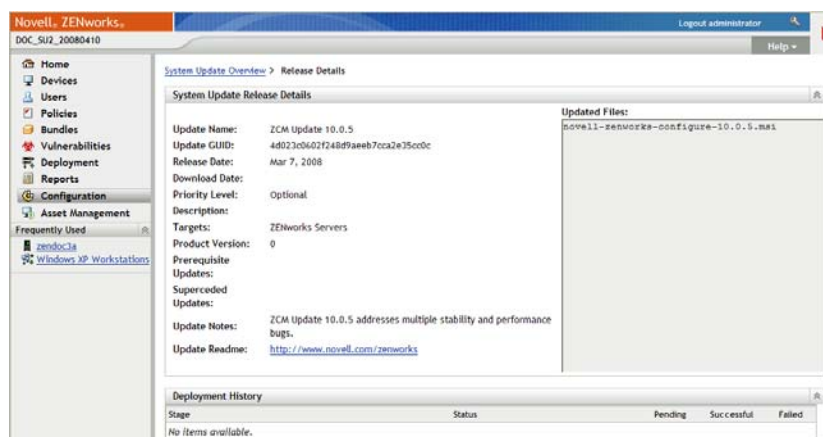 Novell® ZENworks®
Logout administrator
DOC_SU2_20080410
Help
Home
Devices
Users
Policies
Bundles
Vulnerabilities
Deployment
Reports
Configuration
Asset Management
Frequently Used
zendoc3a
Windows XP Workstations
System Update Overview > Release Details
System Update Release Details
Update Name: ZCM Update 10.0.5
Update GUID: 4d023c0602f248d9aeeb7cca2e35cc0c
Release Date: Mar 7, 2008
Download Date:
Priority Level: Optional
Description:
Targets: ZENworks Servers
Product Version: 0
Prerequisite
Updates:
Superceded
Updates:
Update Notes: ZCM Update 10.0.5 addresses multiple stability and performance
bugs.
Update Readme: http://www.novell.com/zenworks
Updated Files:
novell-zenworks-configure-10.0.5.msi
Deployment History
Stage Status Pending Successful Failed
No items available.